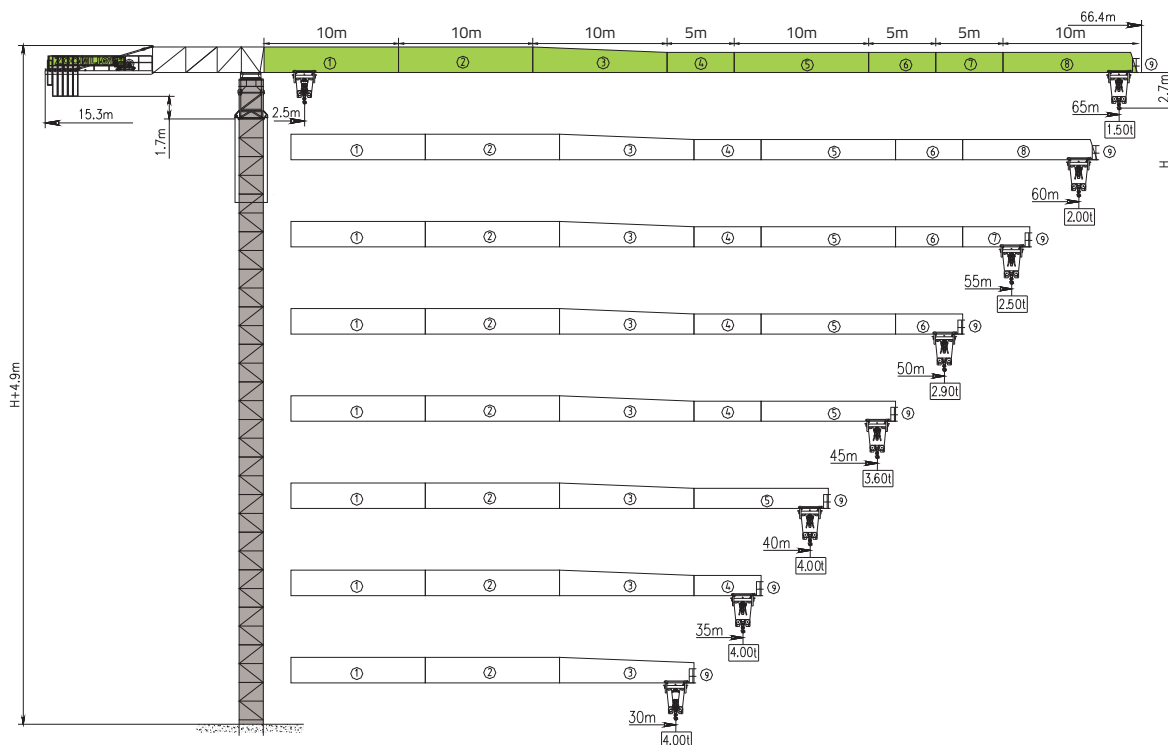 66.4m
10m 10m 10m 5m 10m 5m 5m 10m
① ② ③ ④ ⑤ ⑥ ⑦ ⑧ ⑨
15.3m
1.7m
2.5m
65m
1.50t
2.7m
H
H+4.9m
① ② ③ ④ ⑤ ⑥ ⑧ ⑨
60m
2.00t
① ② ③ ④ ⑤ ⑥ ⑦ ⑨
55m
2.50t
① ② ③ ④ ⑤ ⑥ ⑨
50m
2.90t
① ② ③ ④ ⑤ ⑨
45m
3.60t
① ② ③ ⑤ ⑨
40m
4.00t
① ② ③ ④ ⑨
35m
4.00t
① ② ③ ⑨
30m
4.00t